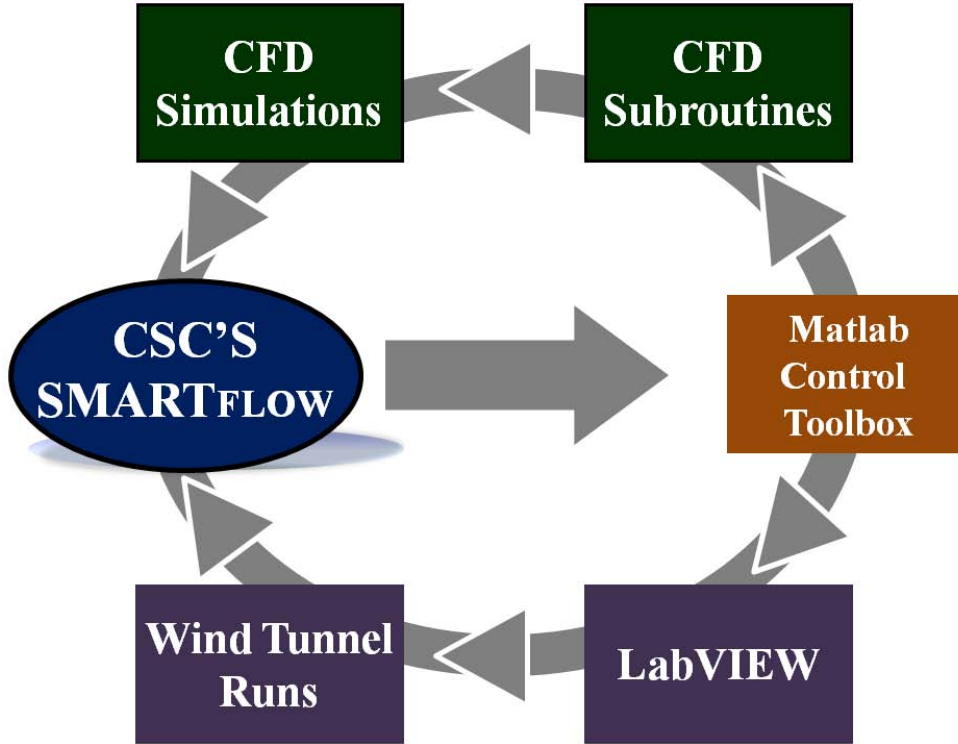 CFD
Simulations
CFD
Subroutines
CSC'S
SMARTFLOW
Matlab
Control
Toolbox
Wind Tunnel
Runs
LabVIEW